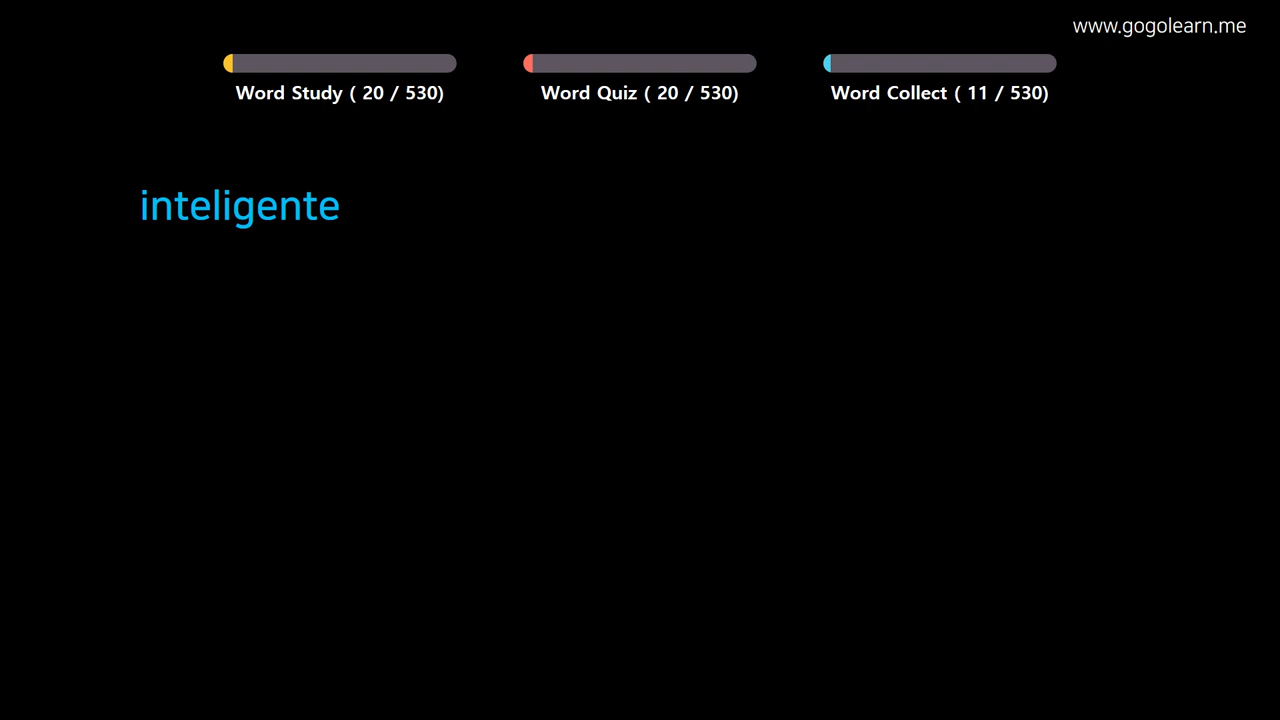 www.gogolearn.me
Word Study ( 20 / 530)
Word Quiz ( 20 / 530)
Word Collect ( 11 / 530)
inteligente